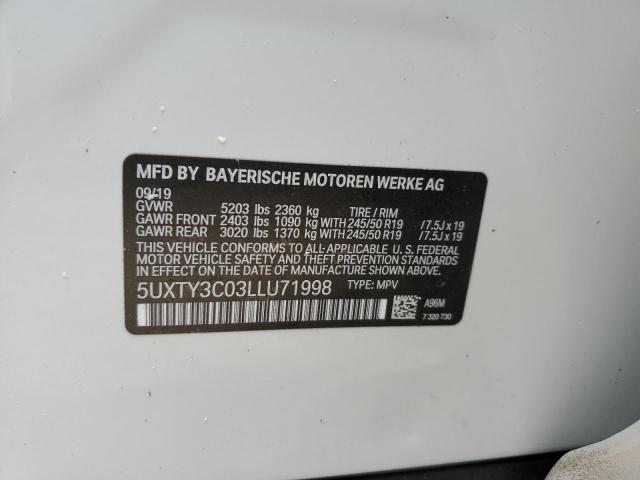 MFD BY BAYERISCHE MOTOREN WERKE AG
09/19
GVWR 5203 lbs 2360 kg TIRE / RIM
GAWR FRONT 2403 lbs 1090 kg WITH 245/50 R19 / 7.5J x 19
GAWR REAR 3020 lbs 1370 kg WITH 245/50 R19 / 7.5J x 19
THIS VEHICLE CONFORMS TO ALL APPLICABLE U. S. FEDERAL
MOTOR VEHICLE SAFETY AND THEFT PREVENTION STANDARDS
IN EFFECT ON THE DATE OF MANUFACTURE SHOWN ABOVE.
5UXTY3C03LLU71998 TYPE: MPV
A96M
7 320 730